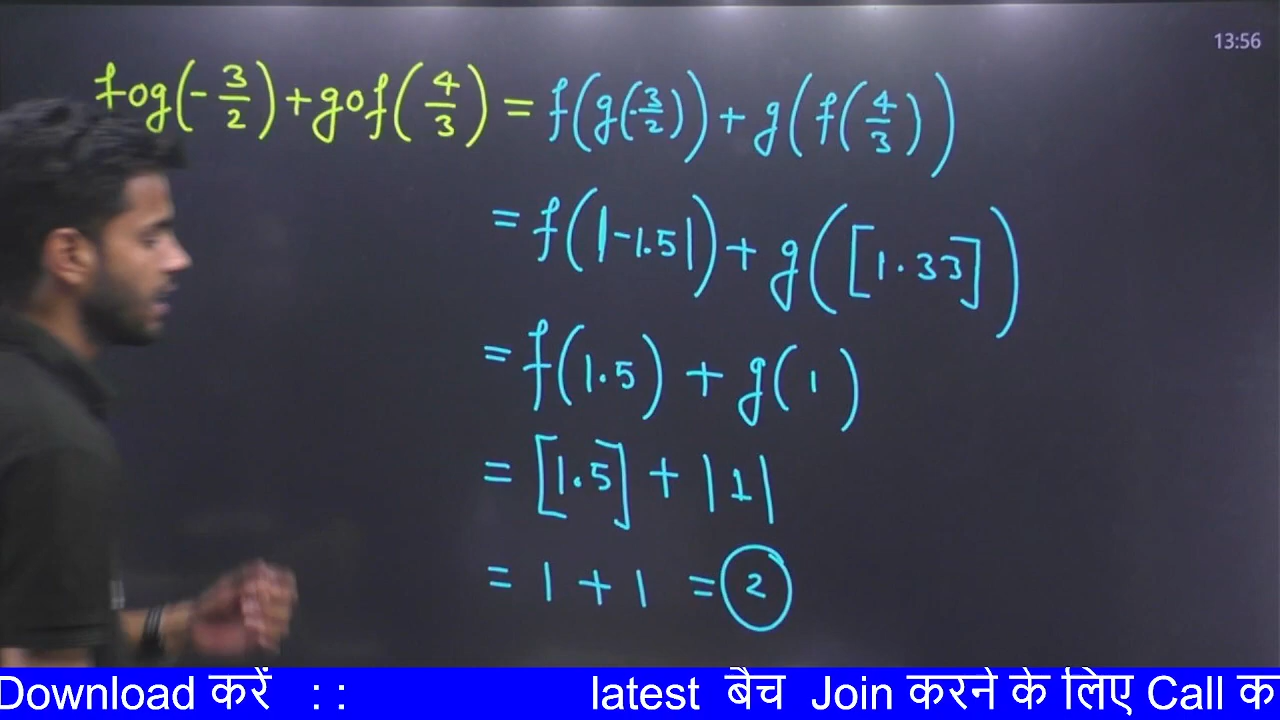 13:56
fog(-3/2)+gof(4/3) = f(g(-3/2))+g(f(4/3))
= f(|-1.5|)+g([1.33])
= f(1.5) + g(1)
= [1.5] + |1|
= 1 + 1 = 2
Download करें : : latest बैच Join करने के लिए Call क